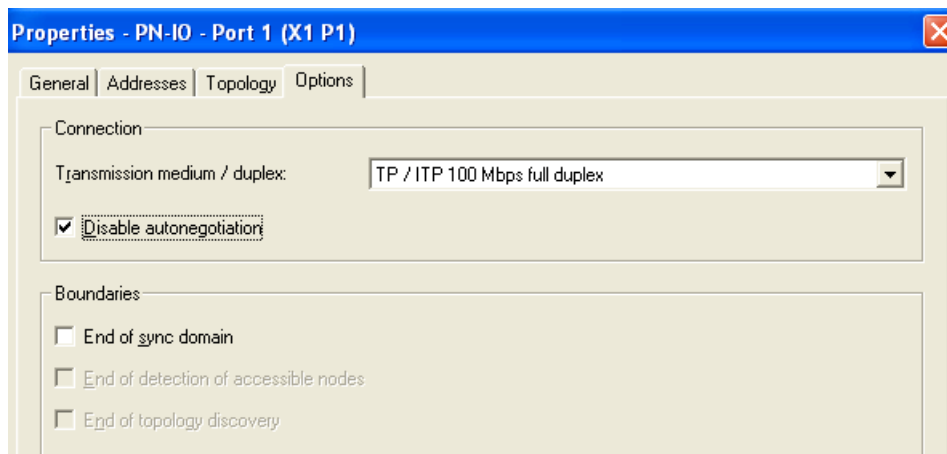 Properties - PN-IO - Port 1 (X1 P1)
General Addresses Topology Options
Connection
Transmission medium / duplex: TP / ITP 100 Mbps full duplex
Disable autonegotiation
Boundaries
End of sync domain
End of detection of accessible nodes
End of topology discovery